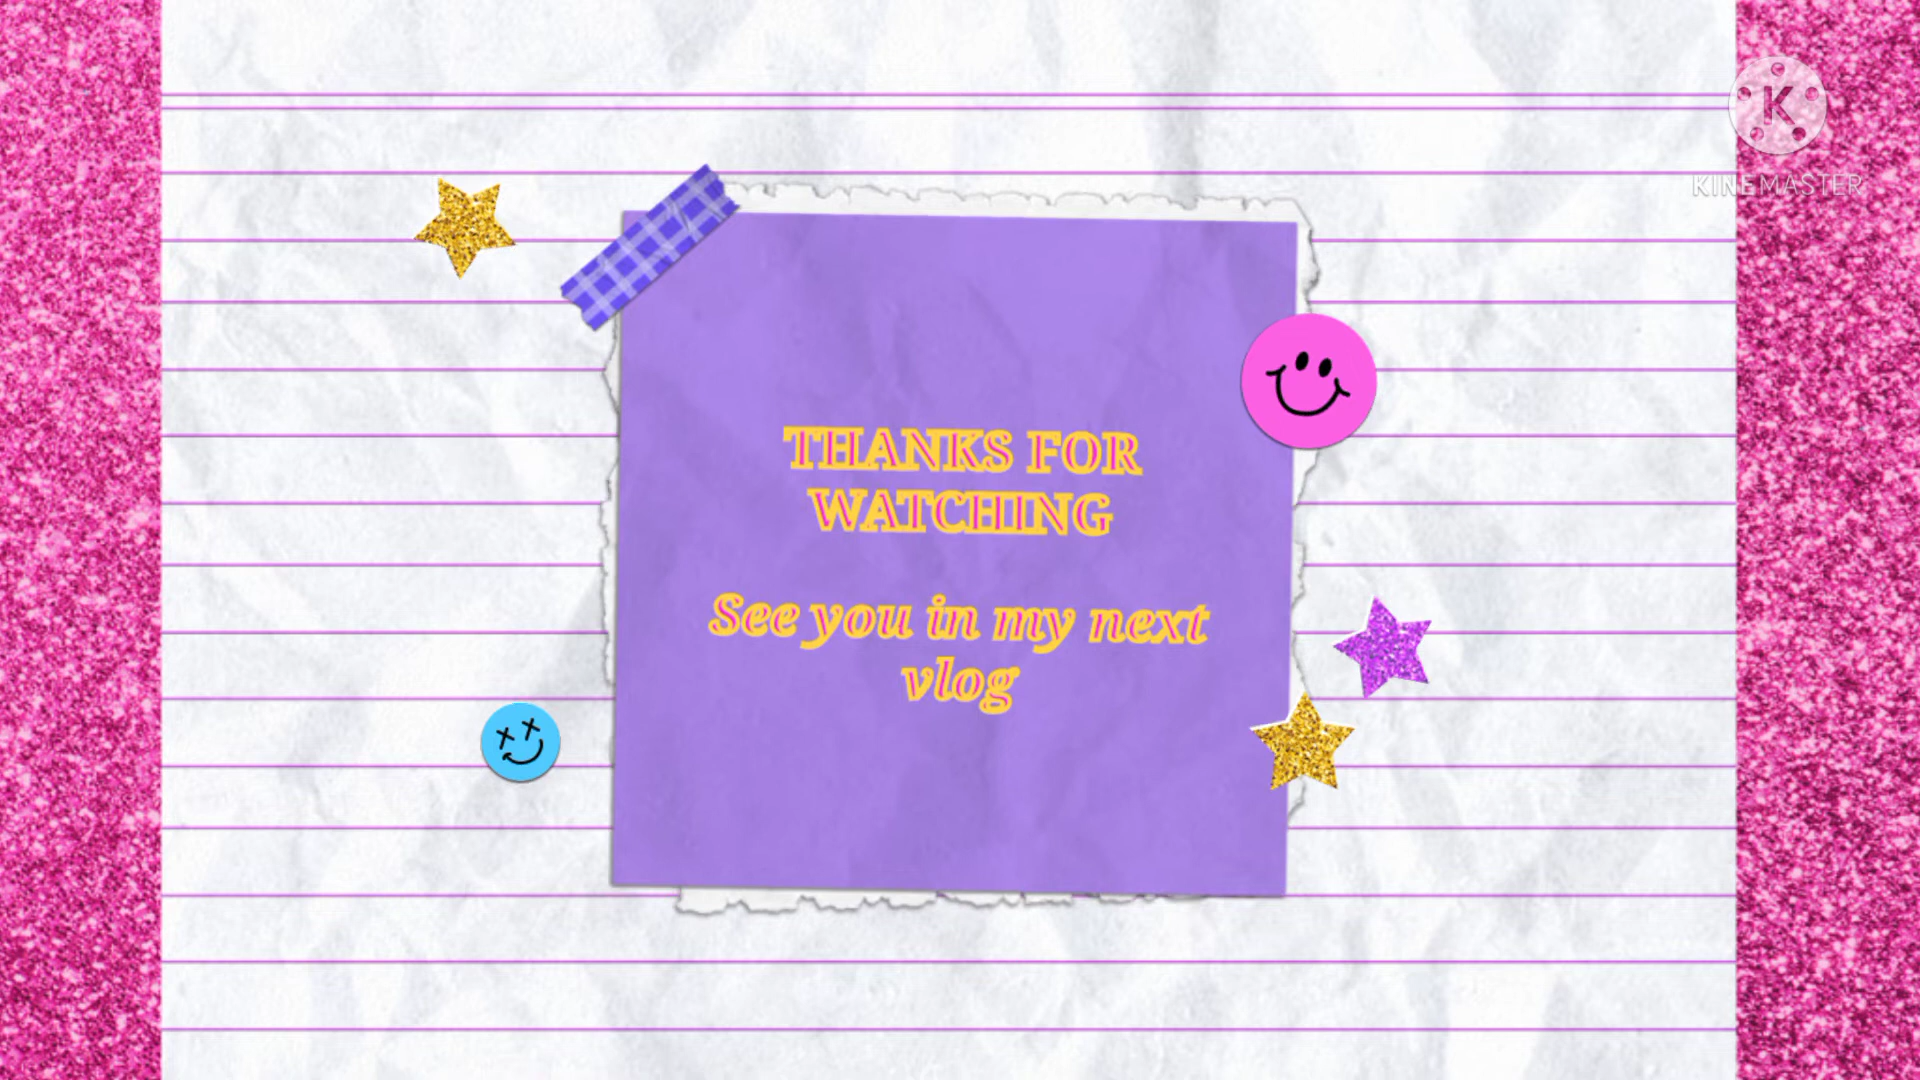 K
KINEMASTER
THANKS FOR
WATCHING
See you in my next
vlog